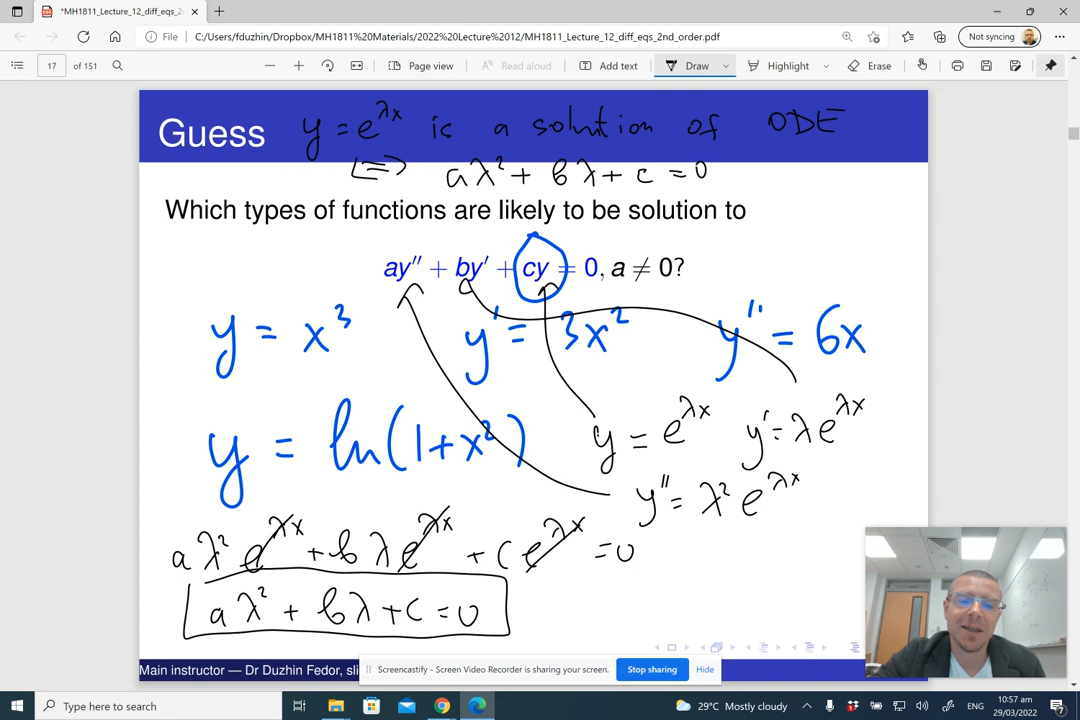 *MH1811_Lecture_12_diff_eqs_2nd
File C:/Users/fduzhin/Dropbox/MH1811%20Materials/2022%20Lecture%2012/MH1811_Lecture_12_diff_eqs_2nd_order.pdf Not syncing
17 of 151 Page view Read aloud Add text Draw Highlight Erase
Guess y = e^{λx} is a solution of ODE
<=> aλ² + bλ + c = 0
Which types of functions are likely to be solution to
ay'' + by' + cy = 0, a ≠ 0?
y = x³ y' = 3x² y'' = 6x
y = ln(1+x²) y = e^{λx} y' = λe^{λx}
y'' = λ² e^{λx}
aλ² e^{λx} + bλe^{λx} + ce^{λx} = 0
aλ² + bλ + c = 0
Main instructor — Dr Duzhin Fedor, sli
Screencastify - Screen Video Recorder is sharing your screen. Stop sharing Hide
Type here to search 29°C Mostly cloudy ENG 10:57 am
29/03/2022 7